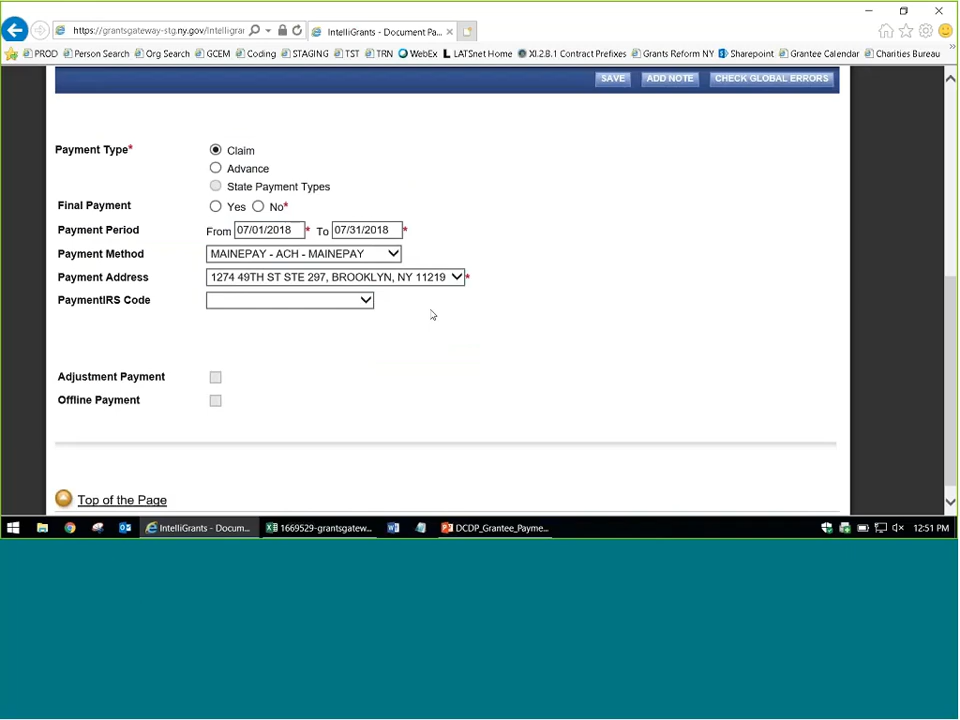 https://grantsgateway-stg.ny.gov/Intelligrar
IntelliGrants - Document Pa...
PROD Person Search Org Search GCEM Coding STAGING TST TRN WebEx LATSnet Home XI.2.8.1 Contract Prefixes Grants Reform NY Sharepoint Grantee Calendar Charities Bureau
SAVE ADD NOTE CHECK GLOBAL ERRORS
Payment Type* Claim
Advance
State Payment Types
Final Payment Yes No*
Payment Period From 07/01/2018 * To 07/31/2018 *
Payment Method MAINEPAY - ACH - MAINEPAY
Payment Address 1274 49TH ST STE 297, BROOKLYN, NY 11219 *
PaymentIRS Code
Adjustment Payment
Offline Payment
Top of the Page
IntelliGrants - Docum... 1669529-grantsgatew... DCDP_Grantee_Payme... 12:51 PM